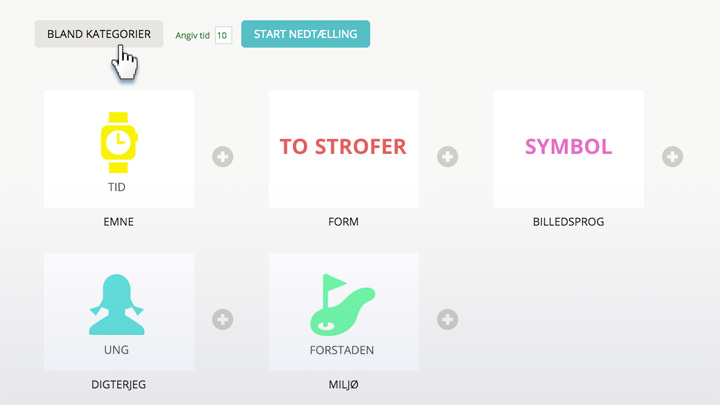 BLAND KATEGORIER Angiv tid 10 START NEDTÆLLING
TID TO STROFER SYMBOL
EMNE FORM BILLEDSPROG
UNG FORSTADEN
DIGTERJEG MILJØ